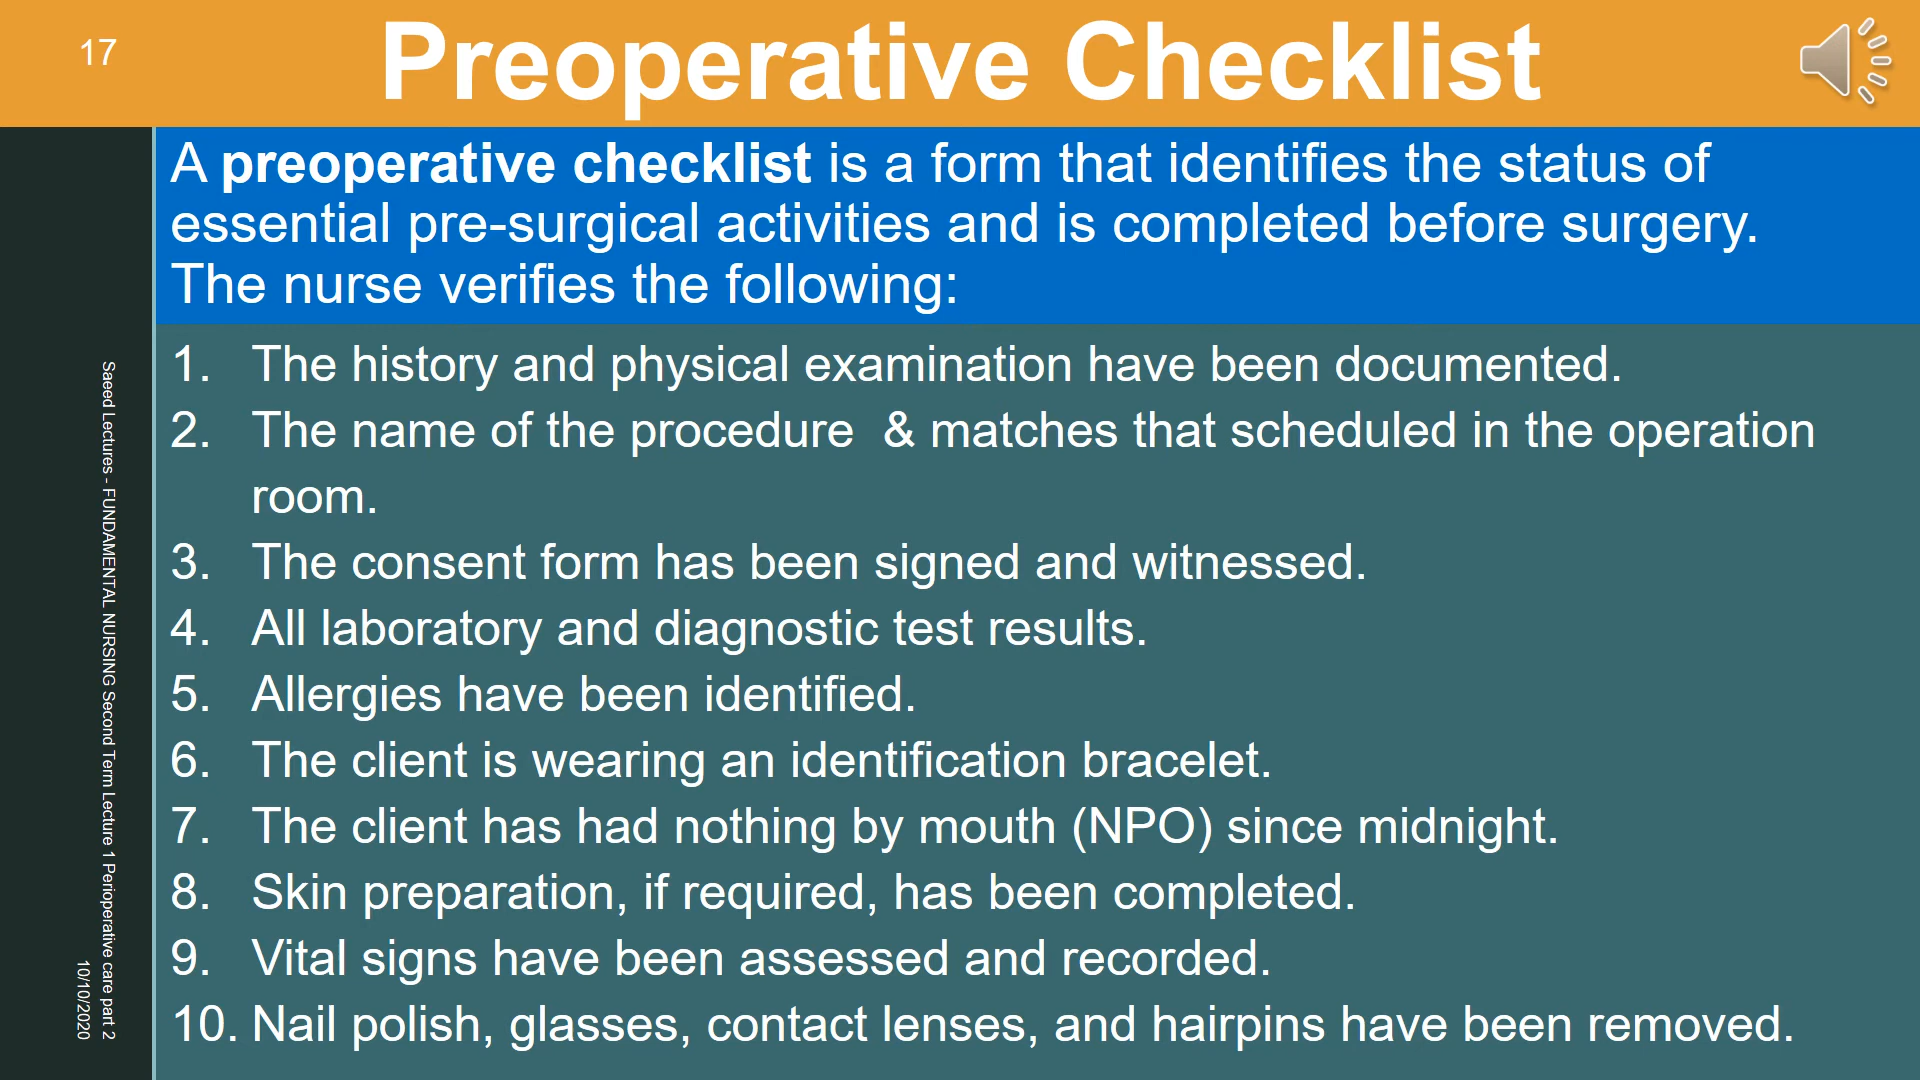 17
Preoperative Checklist
A preoperative checklist is a form that identifies the status of
essential pre-surgical activities and is completed before surgery.
The nurse verifies the following:
1. The history and physical examination have been documented.
2. The name of the procedure & matches that scheduled in the operation
room.
3. The consent form has been signed and witnessed.
4. All laboratory and diagnostic test results.
5. Allergies have been identified.
6. The client is wearing an identification bracelet.
7. The client has had nothing by mouth (NPO) since midnight.
8. Skin preparation, if required, has been completed.
9. Vital signs have been assessed and recorded.
10. Nail polish, glasses, contact lenses, and hairpins have been removed.
Saeed Lectures - FUNDAMENTAL NURSING Second Term Lecture 1 Perioperative care part 2
10/10/2020